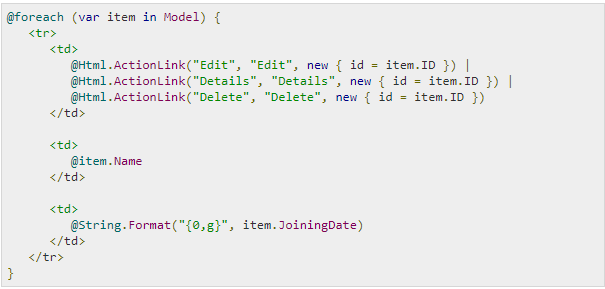 @foreach (var item in Model) {
   <tr>
      <td>
         @Html.ActionLink("Edit", "Edit", new { id = item.ID }) |
         @Html.ActionLink("Details", "Details", new { id = item.ID }) |
         @Html.ActionLink("Delete", "Delete", new { id = item.ID })
      </td>

      <td>
         @item.Name
      </td>

      <td>
         @String.Format("{0,g}", item.JoiningDate)
      </td>
   </tr>
}